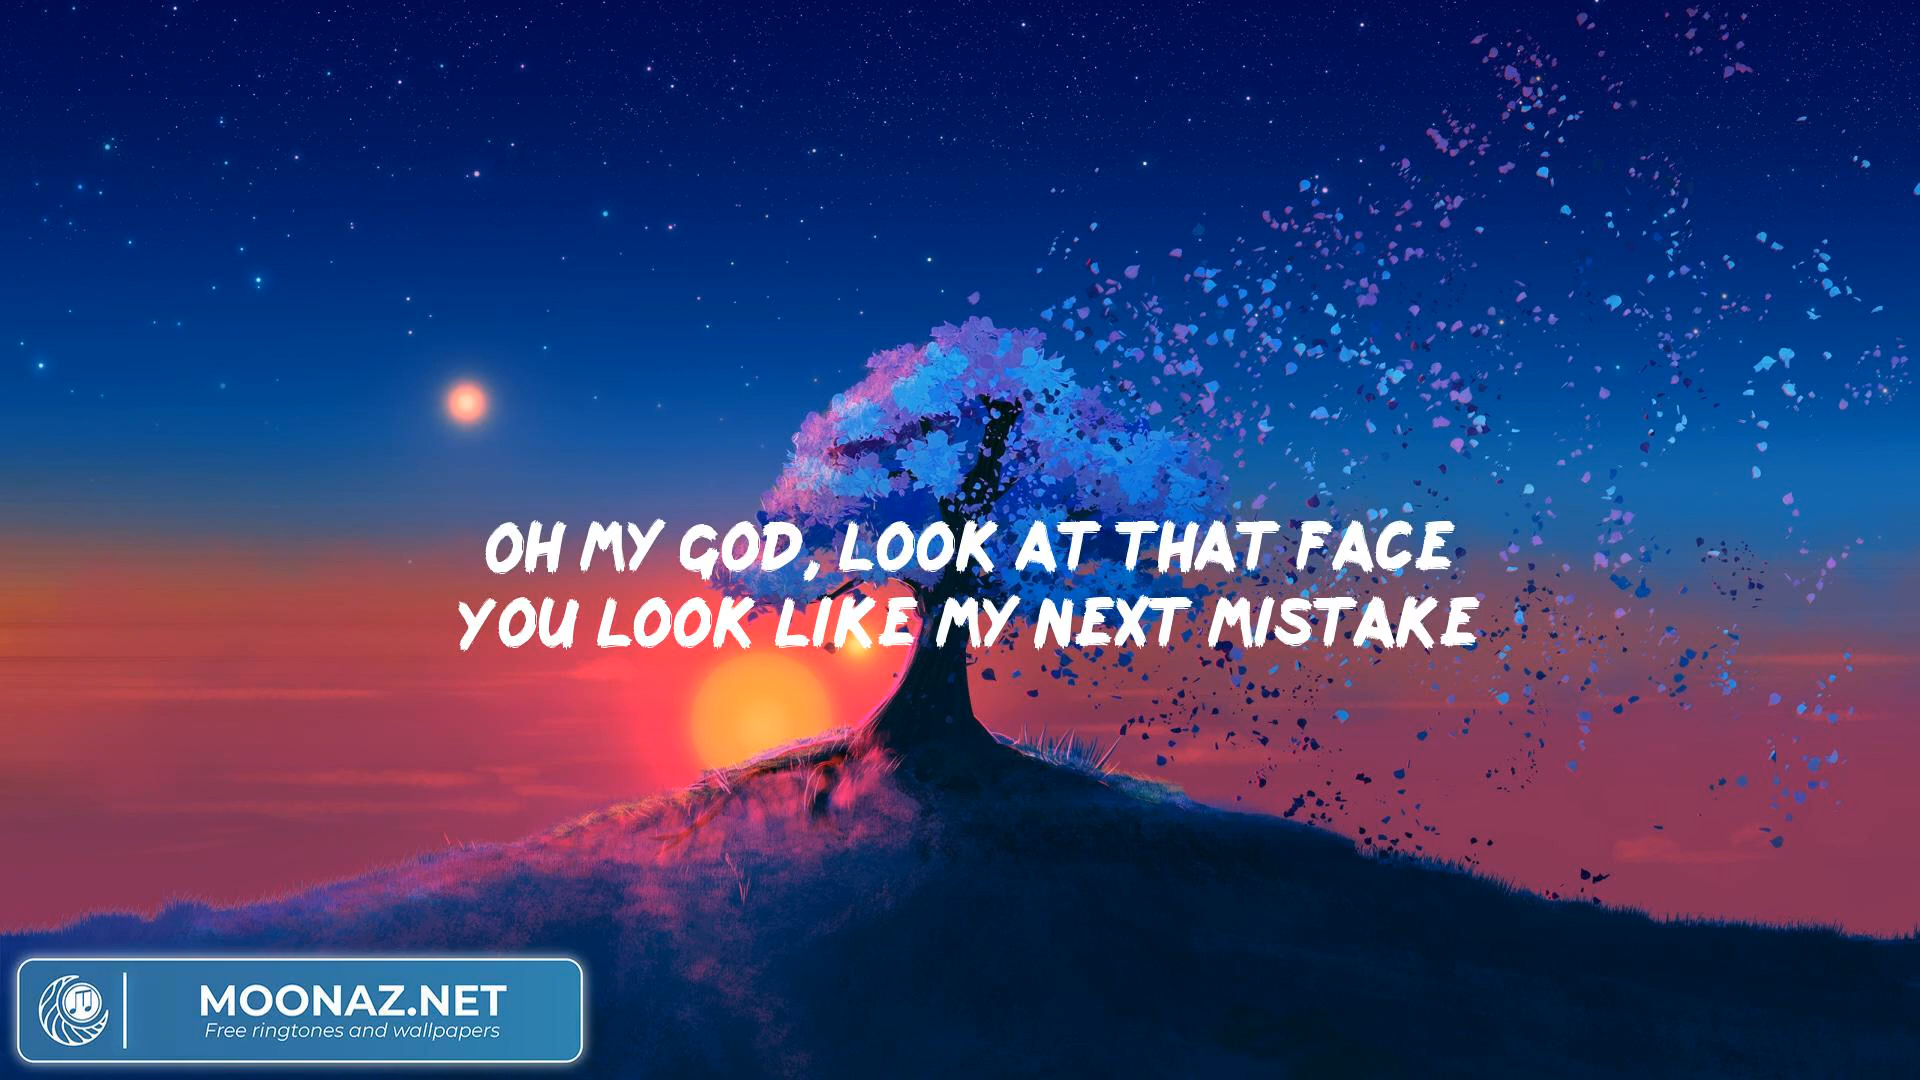 OH MY GOD, LOOK AT THAT FACE
YOU LOOK LIKE MY NEXT MISTAKE
MOONAZ.NET
Free ringtones and wallpapers